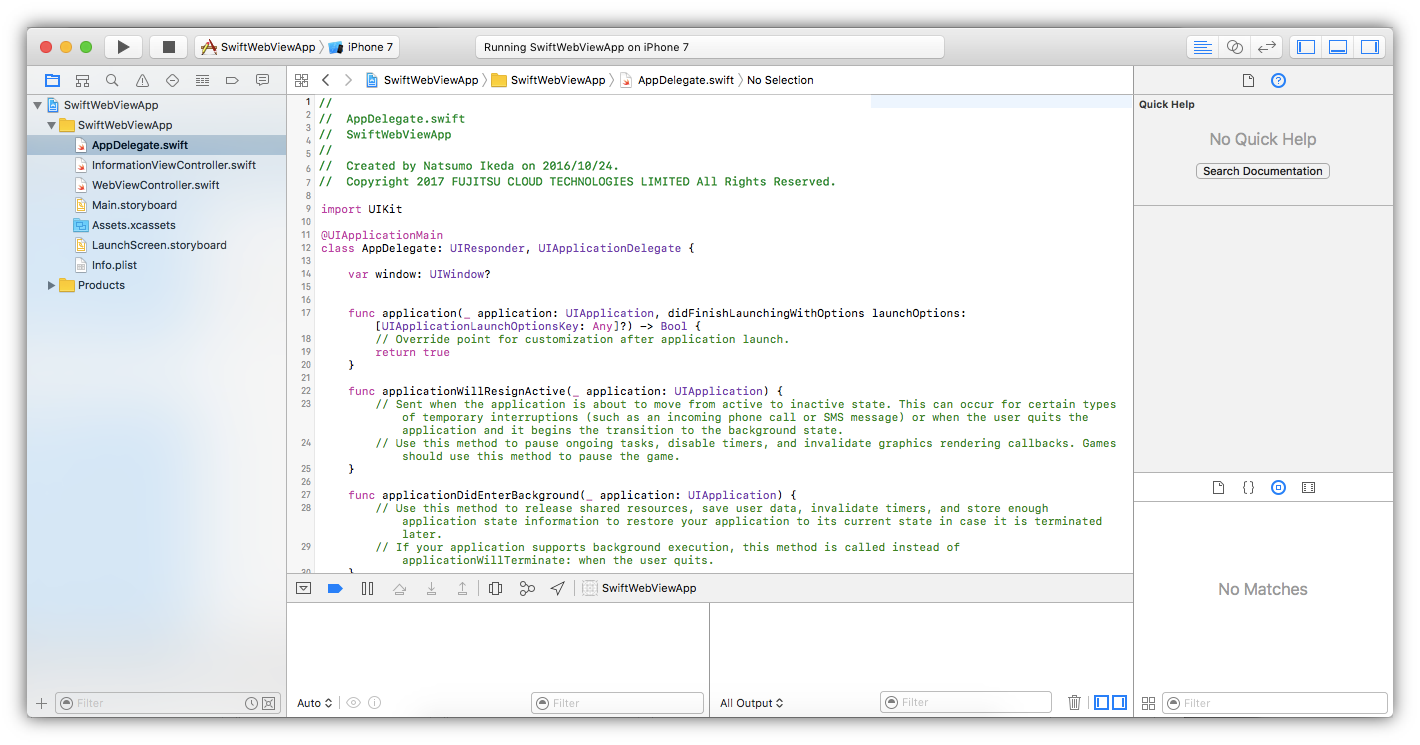 SwiftWebViewApp iPhone 7
Running SwiftWebViewApp on iPhone 7
SwiftWebViewApp SwiftWebViewApp AppDelegate.swift No Selection
SwiftWebViewApp
SwiftWebViewApp
AppDelegate.swift
InformationViewController.swift
WebViewController.swift
Main.storyboard
Assets.xcassets
LaunchScreen.storyboard
Info.plist
Products
Filter
1 //
2 //  AppDelegate.swift
3 //  SwiftWebViewApp
4 //
5 //  Created by Natsumo Ikeda on 2016/10/24.
6 //  Copyright 2017 FUJITSU CLOUD TECHNOLOGIES LIMITED All Rights Reserved.
7
8
9 import UIKit
10
11 @UIApplicationMain
12 class AppDelegate: UIResponder, UIApplicationDelegate {
13
14     var window: UIWindow?
15
16
17     func application(_ application: UIApplication, didFinishLaunchingWithOptions launchOptions:
[UIApplicationLaunchOptionsKey: Any]?) -> Bool {
18         // Override point for customization after application launch.
19         return true
20     }
21
22     func applicationWillResignActive(_ application: UIApplication) {
23         // Sent when the application is about to move from active to inactive state. This can occur for certain types
of temporary interruptions (such as an incoming phone call or SMS message) or when the user quits the
application and it begins the transition to the background state.
24         // Use this method to pause ongoing tasks, disable timers, and invalidate graphics rendering callbacks. Games
should use this method to pause the game.
25     }
26
27     func applicationDidEnterBackground(_ application: UIApplication) {
28         // Use this method to release shared resources, save user data, invalidate timers, and store enough
application state information to restore your application to its current state in case it is terminated
later.
29         // If your application supports background execution, this method is called instead of
applicationWillTerminate: when the user quits.
30     }
SwiftWebViewApp
Auto
Filter
All Output
Filter
Quick Help
No Quick Help
Search Documentation
No Matches
Filter